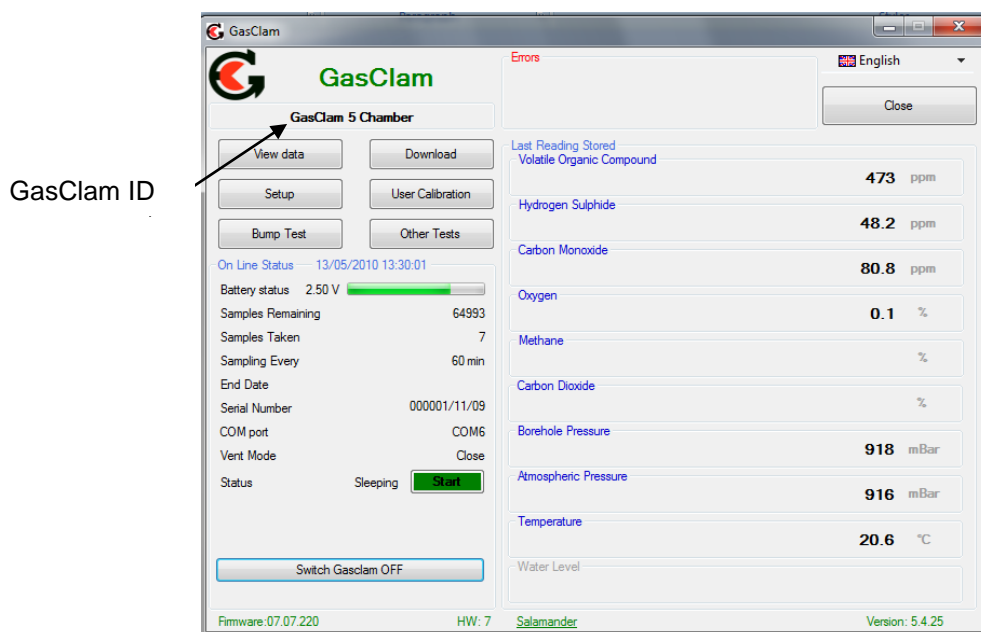 GasClam
GasClam
GasClam 5 Chamber
GasClam ID
Errors
English
Close
View data
Download
Setup
User Calibration
Bump Test
Other Tests
On Line Status 13/05/2010 13:30:01
Battery status 2.50 V
Samples Remaining 64993
Samples Taken 7
Sampling Every 60 min
End Date
Serial Number 000001/11/09
COM port COM6
Vent Mode Close
Status Sleeping Start
Switch Gasclam OFF
Last Reading Stored
Volatile Organic Compound
473 ppm
Hydrogen Sulphide
48.2 ppm
Carbon Monoxide
80.8 ppm
Oxygen
0.1 %
Methane
%
Carbon Dioxide
%
Borehole Pressure
918 mBar
Atmospheric Pressure
916 mBar
Temperature
20.6 °C
Water Level
Firmware:07.07.220 HW: 7 Salamander Version: 5.4.25